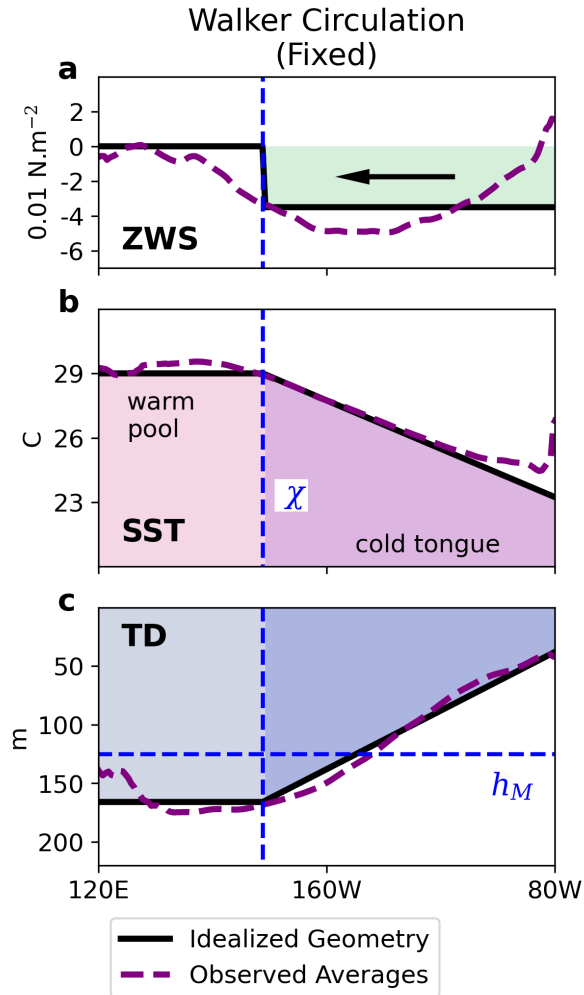 Walker Circulation
(Fixed)
a
2
0
-2
-4
-6
0.01 N.m⁻²
ZWS
b
29
26
23
C
warm
pool
χ
SST
cold tongue
c
TD
50
100
150
200
m
h_M
120E
160W
80W
Idealized Geometry
Observed Averages